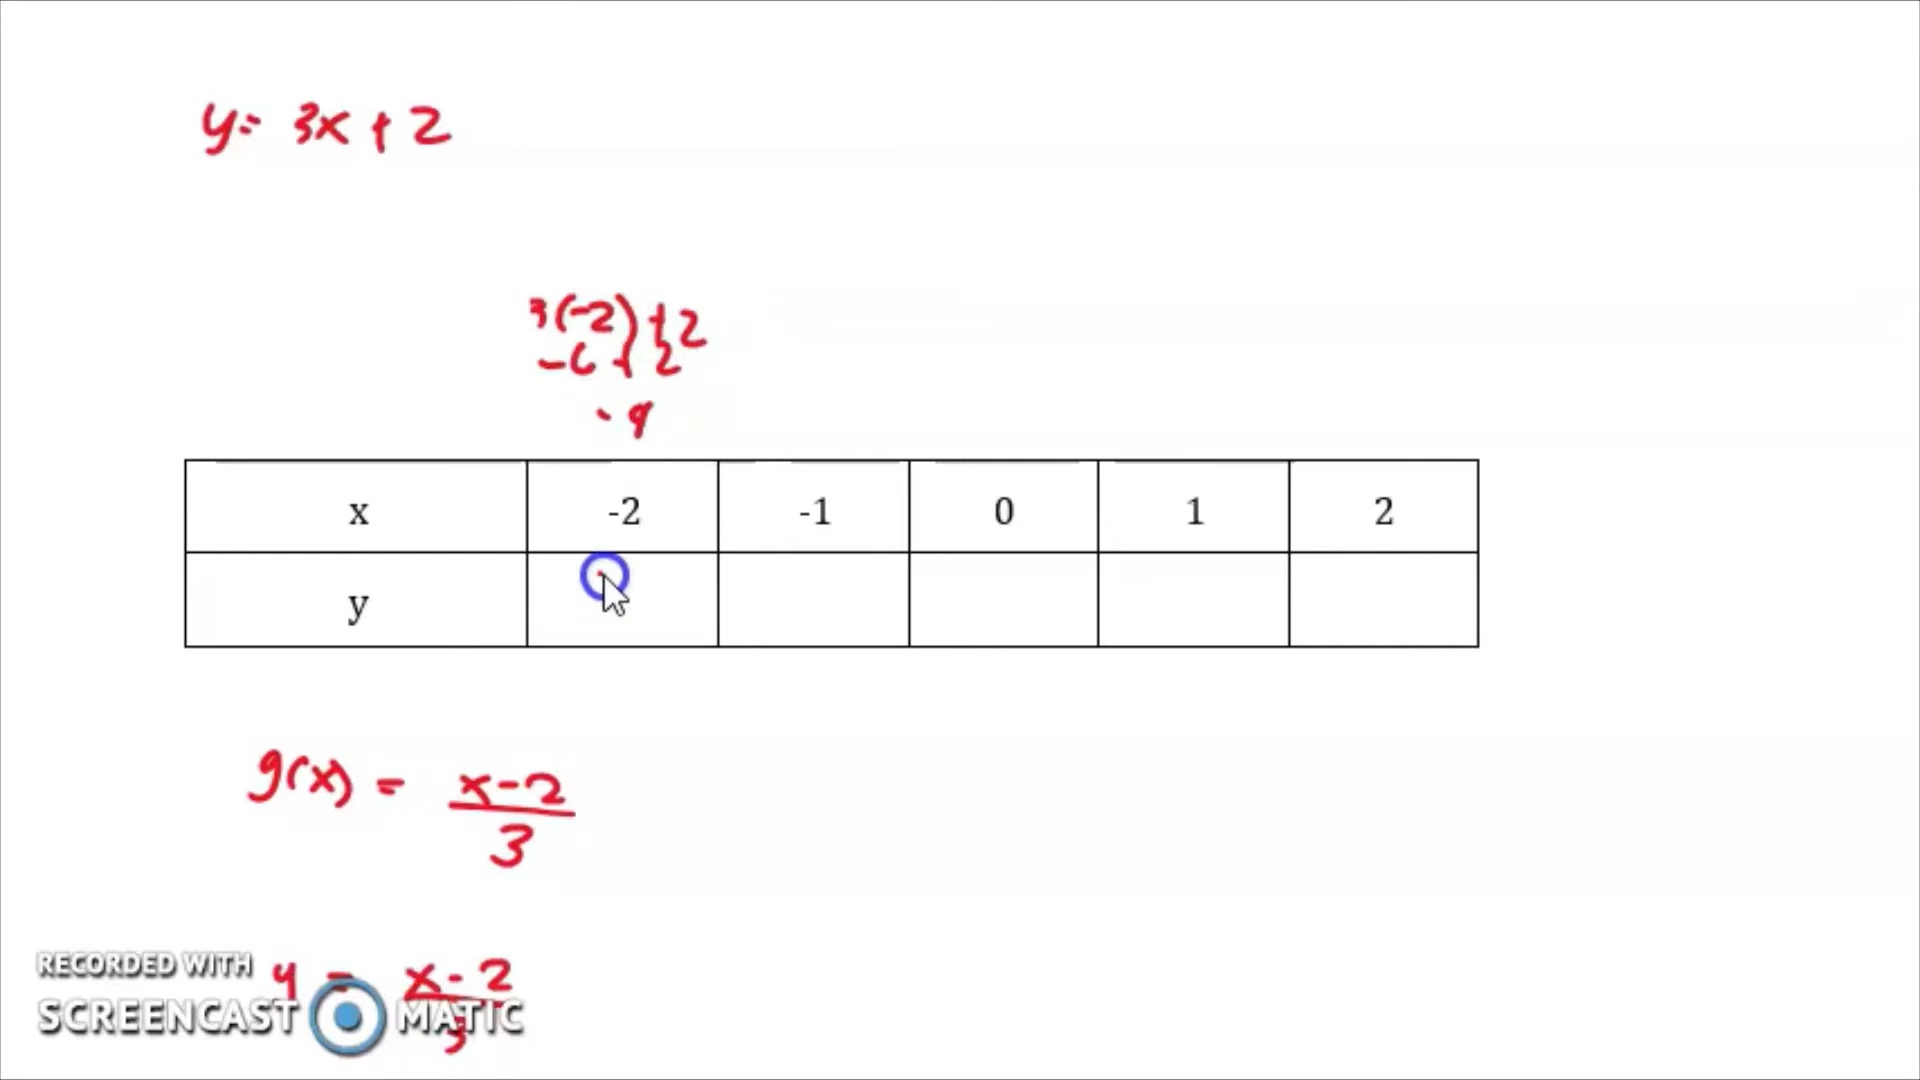 y= 3x + 2
3(-2) + 2
-6 + 2
-4
x -2 -1 0 1 2
y
g(x) = x-2
3
y = x-2
3
RECORDED WITH
SCREENCAST MATIC